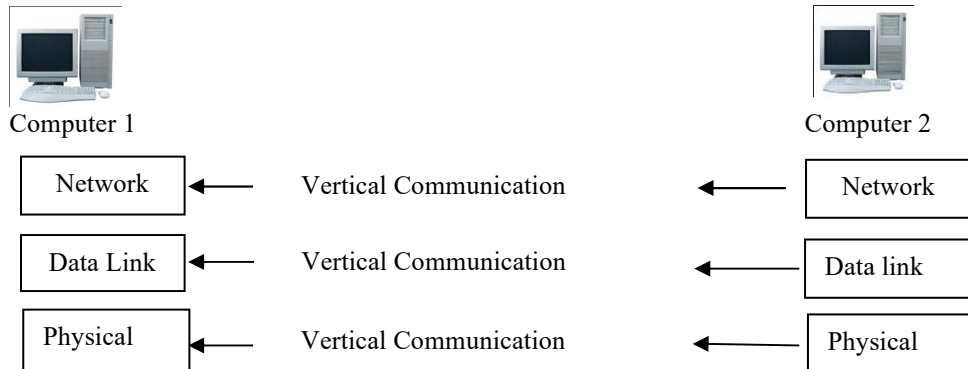 Computer 1 Computer 2
Network Vertical Communication Network
Data Link Vertical Communication Data link
Physical Vertical Communication Physical